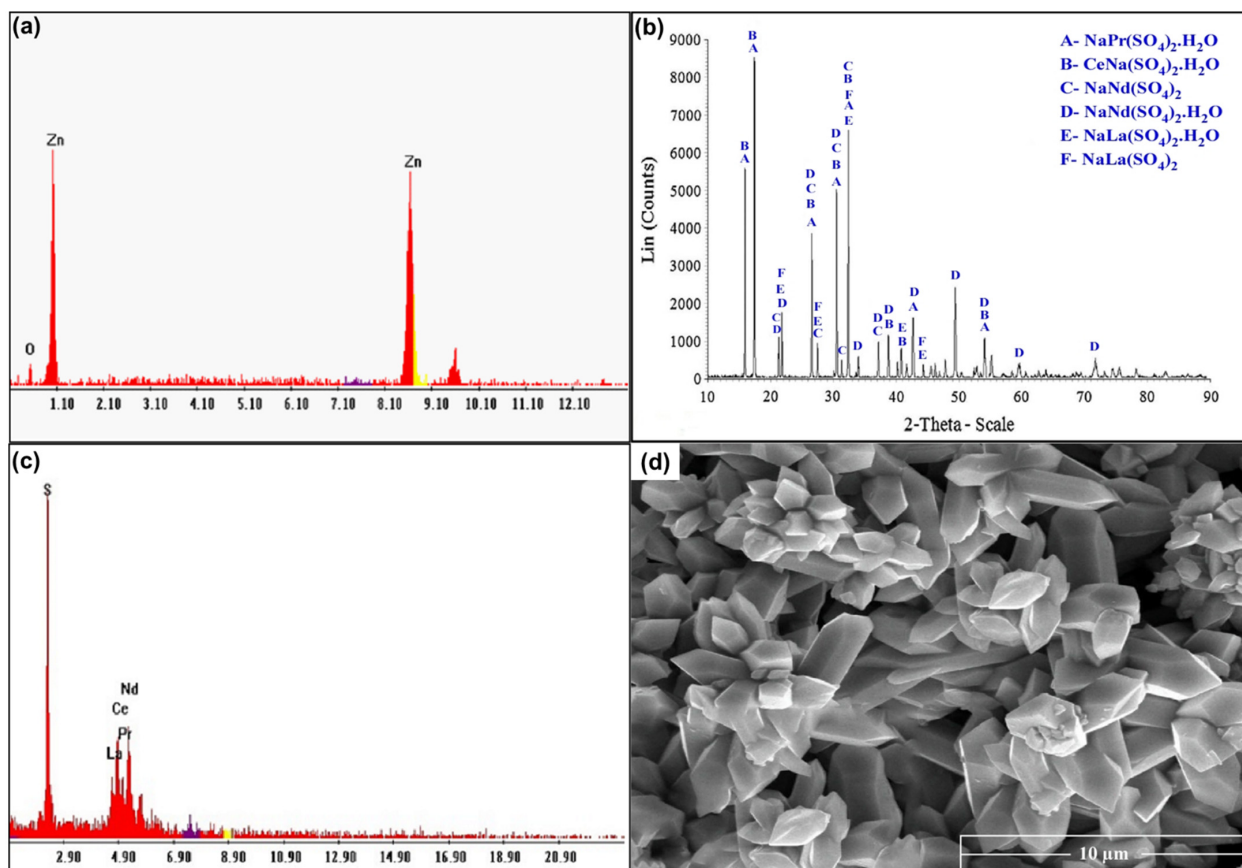 (a)
Zn
Zn
O
1.10 2.10 3.10 4.10 5.10 6.10 7.10 8.10 9.10 10.10 11.10 12.10
(b)
A- NaPr(SO₄)₂.H₂O
B- CeNa(SO₄)₂.H₂O
C- NaNd(SO₄)₂
D- NaNd(SO₄)₂.H₂O
E- NaLa(SO₄)₂.H₂O
F- NaLa(SO₄)₂
Lin (Counts)
9000
8000
7000
6000
5000
4000
3000
2000
1000
0
B
A
B
A
F
E
D
C
D
D
C
B
A
F
E
C
D
C
B
A
C
B
F
A
E
C
D
D
C
D
B
E
B
D
A
F
E
D
D
B
A
D
D
10 20 30 40 50 60 70 80 90
2-Theta - Scale
(c)
S
Nd
Ce
Pr
La
2.90 4.90 6.90 8.90 10.90 12.90 14.90 16.90 18.90 20.90
(d)
10 μm